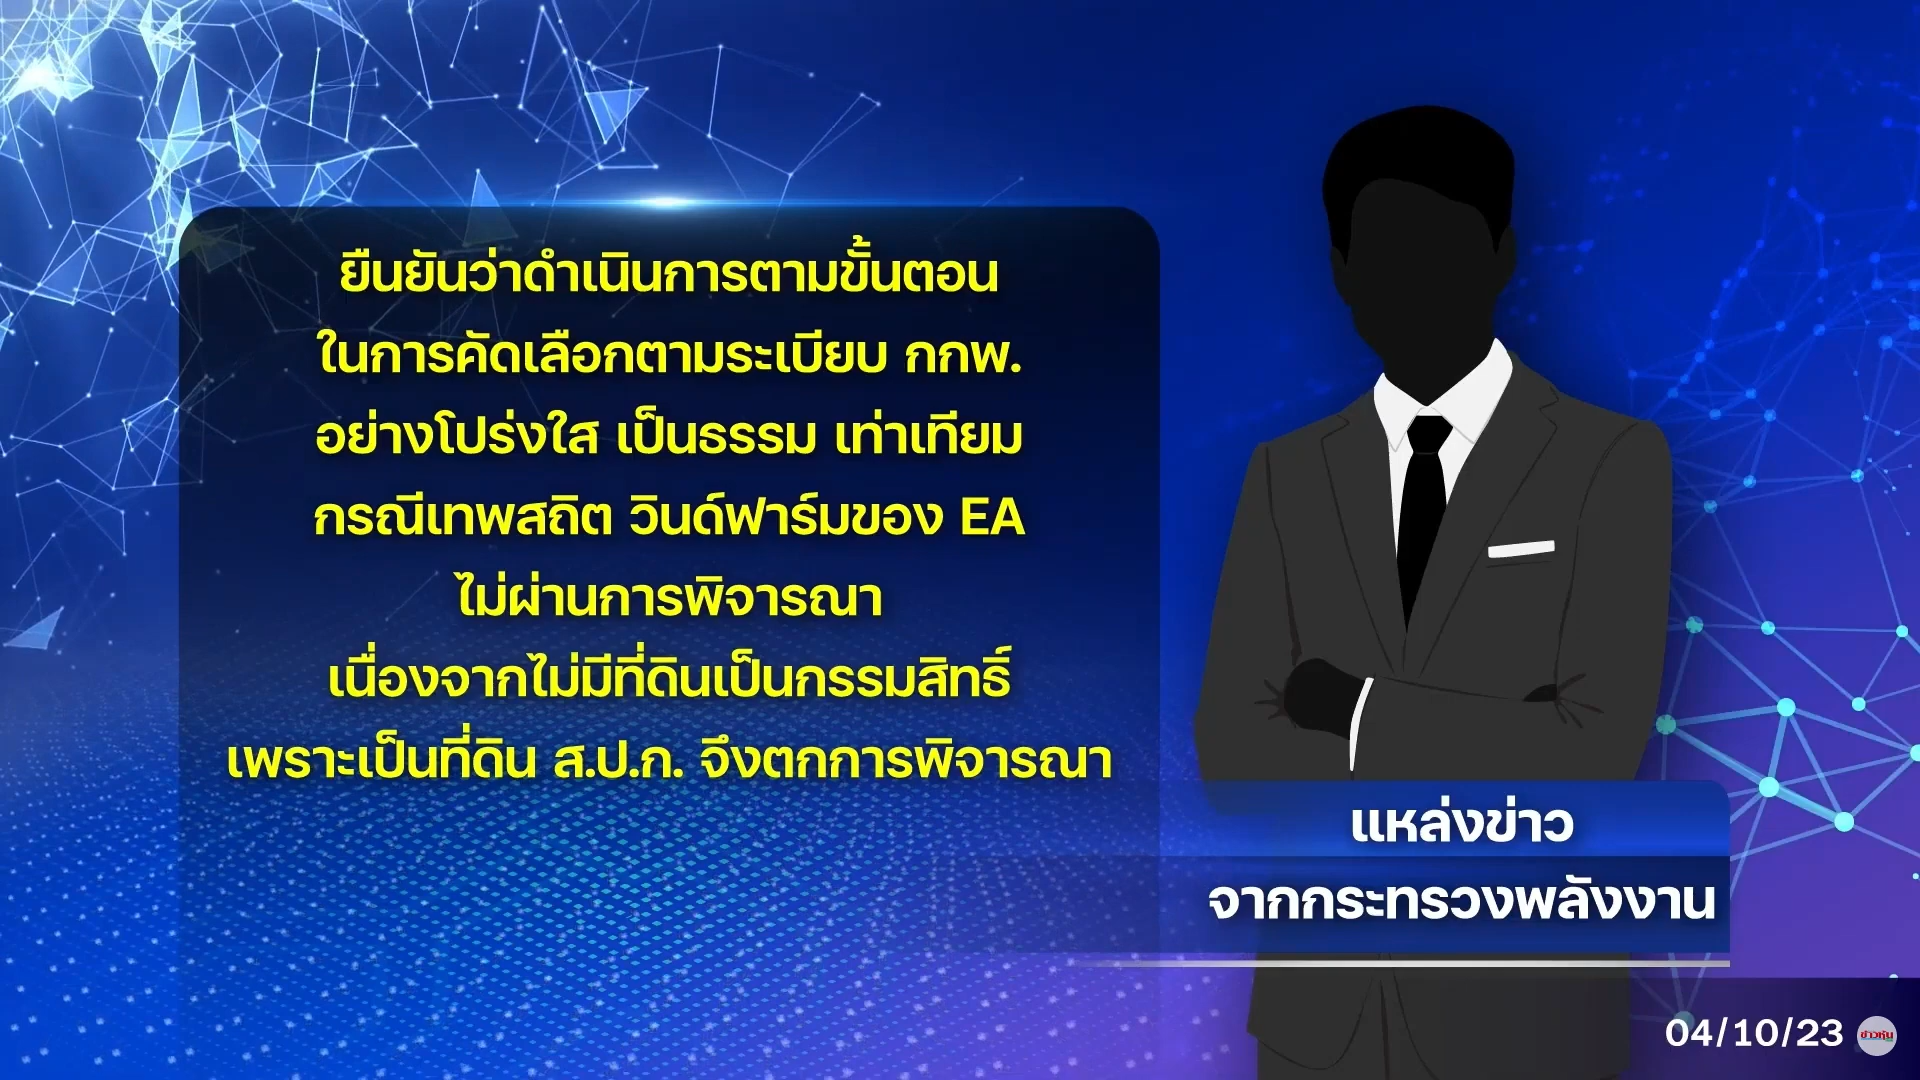 ยืนยันว่าดำเนินการตามขั้นตอน
ในการคัดเลือกตามระเบียบ กกพ.
อย่างโปร่งใส เป็นธรรม เท่าเทียม
กรณีเทพสถิต วินด์ฟาร์มของ EA
ไม่ผ่านการพิจารณา
เนื่องจากไม่มีที่ดินเป็นกรรมสิทธิ์
เพราะเป็นที่ดิน ส.ป.ก. จึงตกการพิจารณา
แหล่งข่าว
จากกระทรวงพลังงาน
04/10/23
ข่าวหุ้น